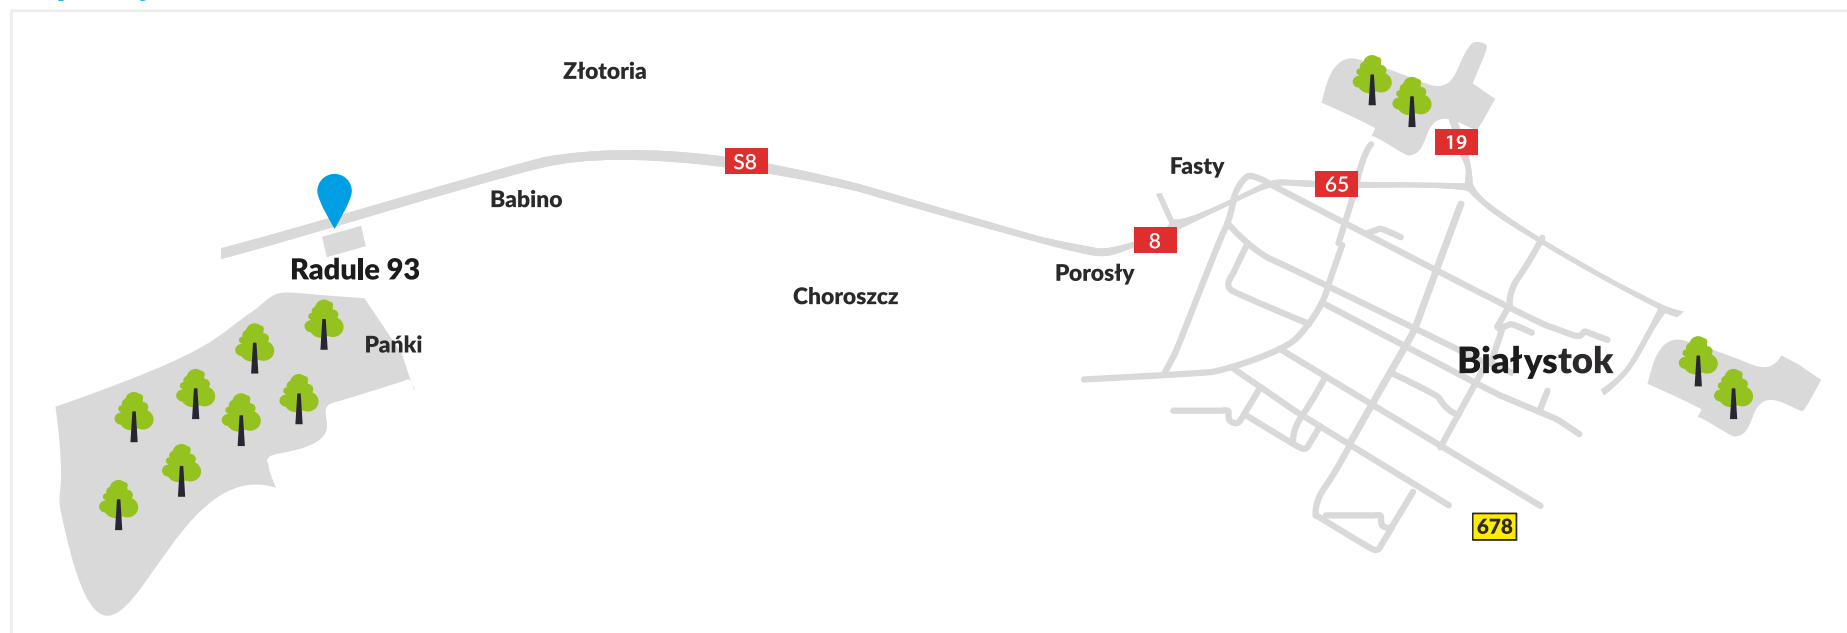 Złotoria
19
S8
Fasty
65
Babino
8
Radule 93
Porosły
Choroszcz
Pańki
Białystok
678